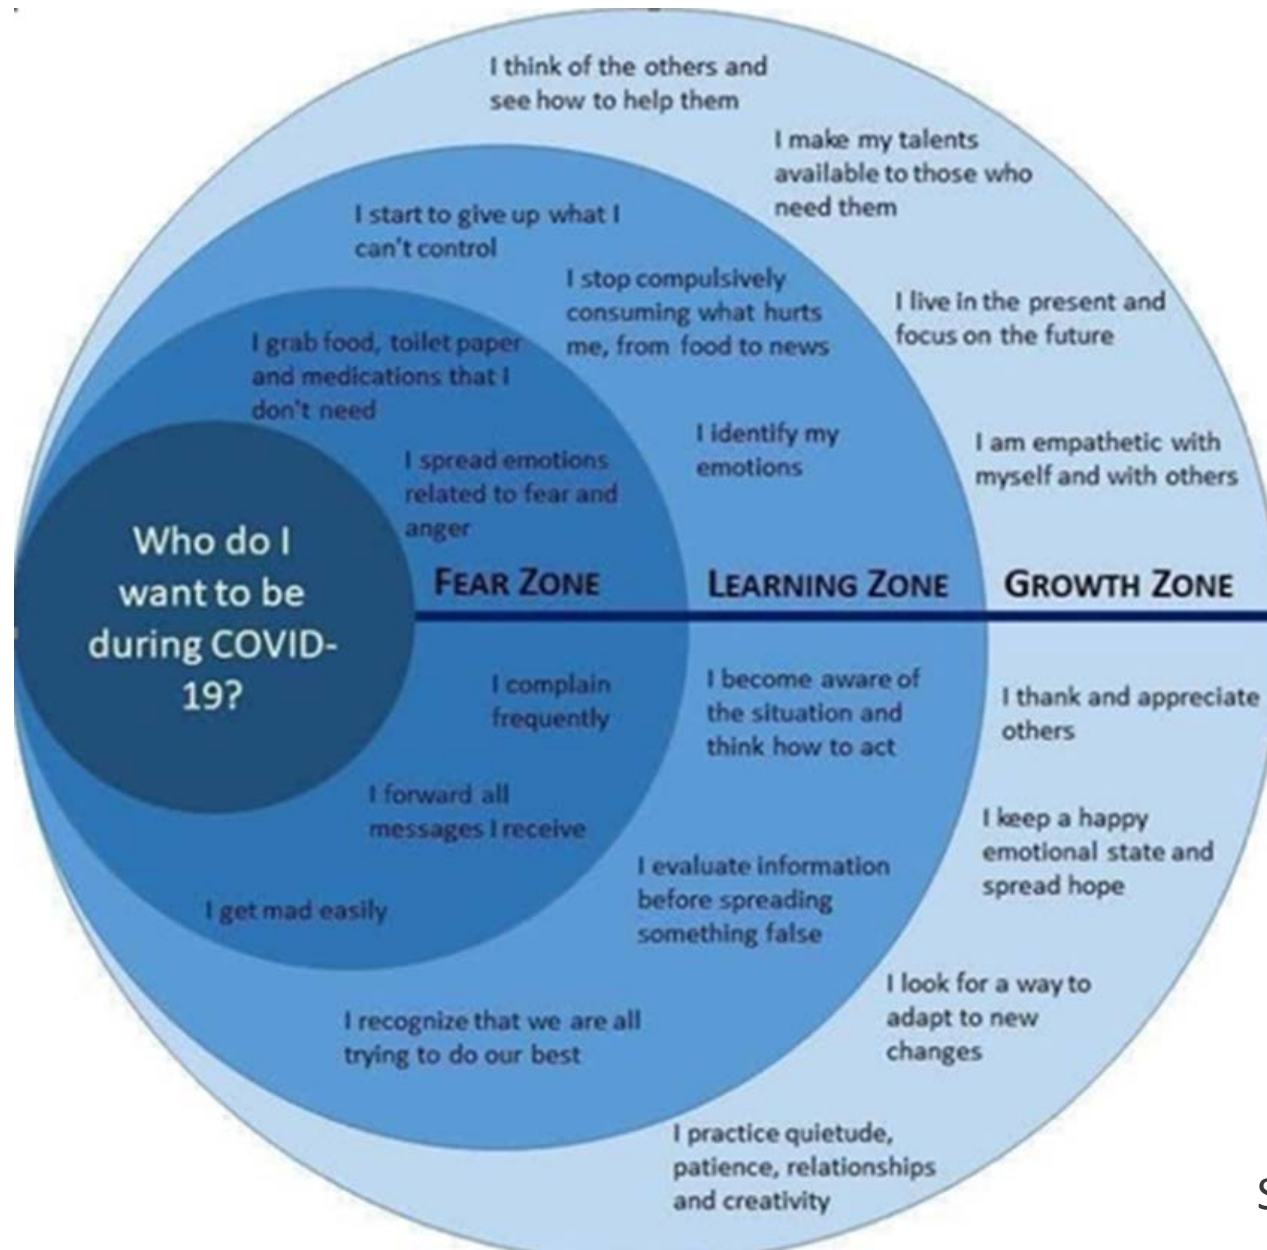 I think of the others and
see how to help them
I make my talents
available to those who
need them
I start to give up what I
can't control
I stop compulsively
consuming what hurts
me, from food to news
I live in the present and
focus on the future
I grab food, toilet paper
and medications that I
don't need
I identify my
emotions
I am empathetic with
myself and with others
I spread emotions
related to fear and
anger
Who do I
want to be
during COVID-
19?
FEAR ZONE
LEARNING ZONE
GROWTH ZONE
I complain
frequently
I become aware of
the situation and
think how to act
I thank and appreciate
others
I forward all
messages I receive
I keep a happy
emotional state and
spread hope
I evaluate information
before spreading
something false
I get mad easily
I look for a way to
adapt to new
changes
I recognize that we are all
trying to do our best
I practice quietude,
patience, relationships
and creativity